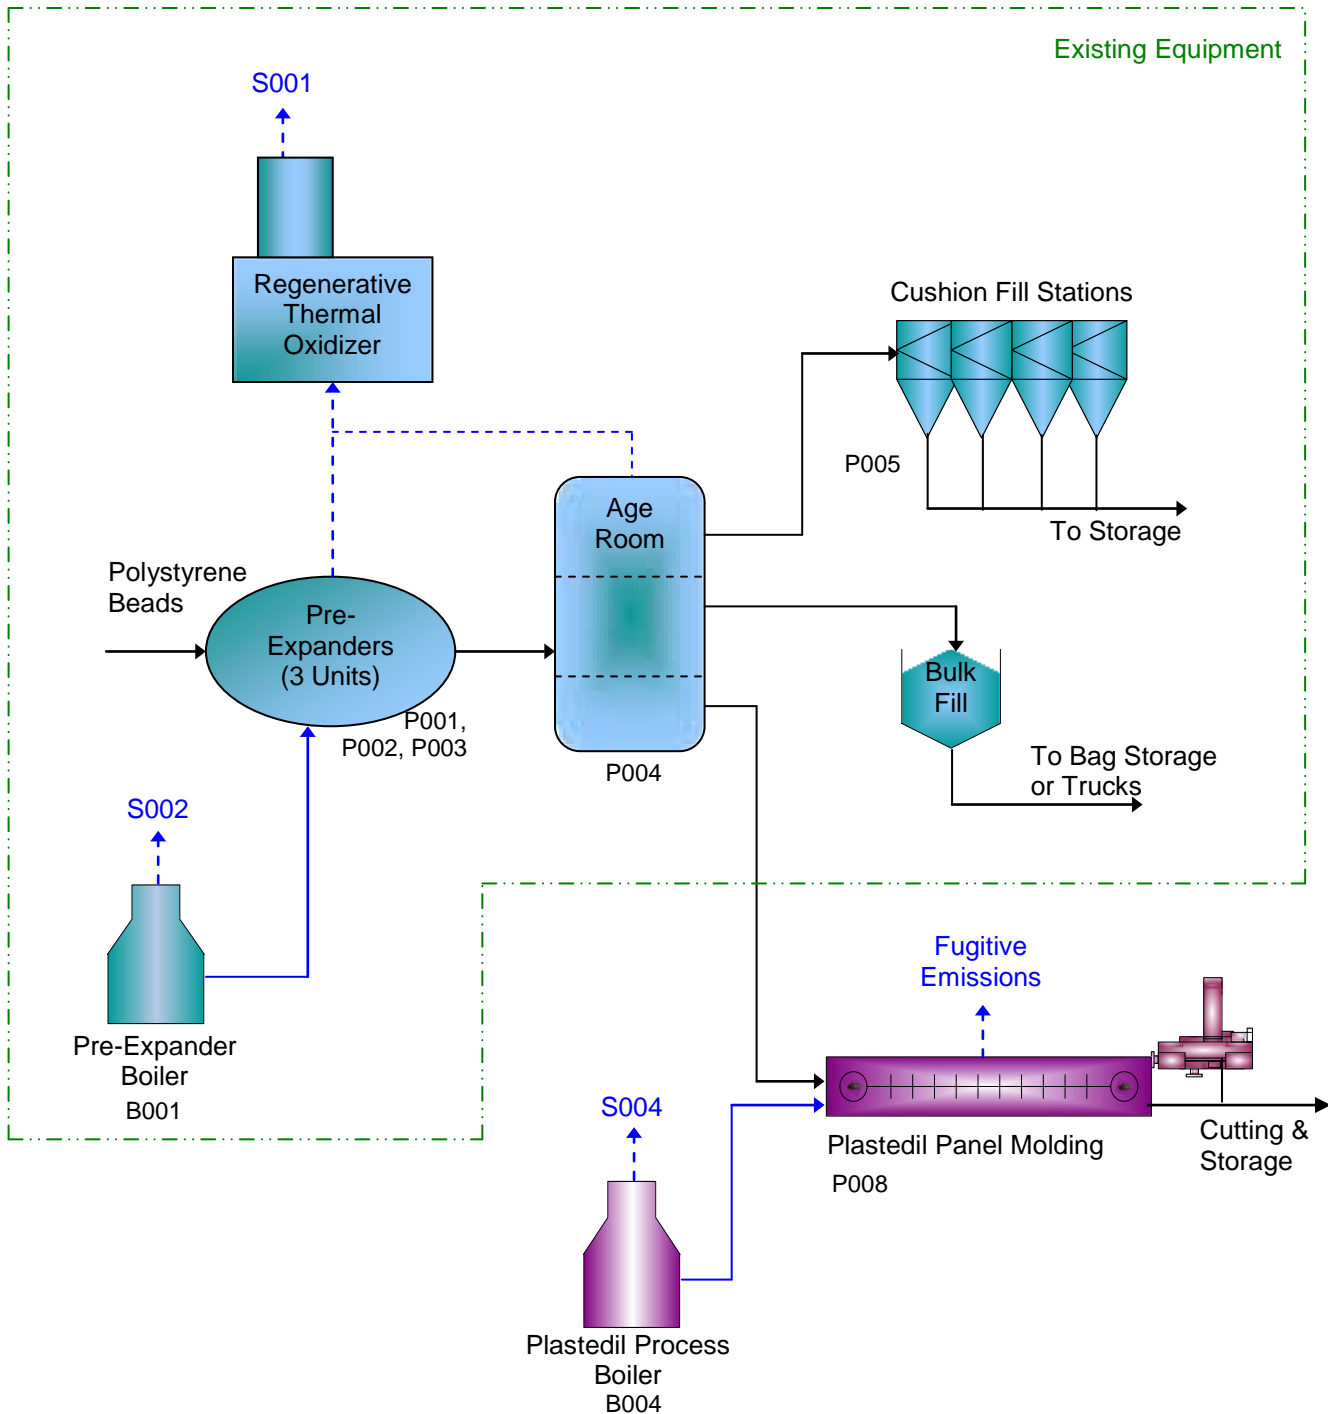 Existing Equipment
S001
Regenerative
Thermal
Oxidizer
Cushion Fill Stations
P005
To Storage
Age
Room
Polystyrene
Beads
Pre-
Expanders
(3 Units)
P001,
P002, P003
P004
Bulk
Fill
To Bag Storage
or Trucks
S002
Pre-Expander
Boiler
B001
Fugitive
Emissions
S004
Plastedil Panel Molding
P008
Cutting &
Storage
Plastedil Process
Boiler
B004